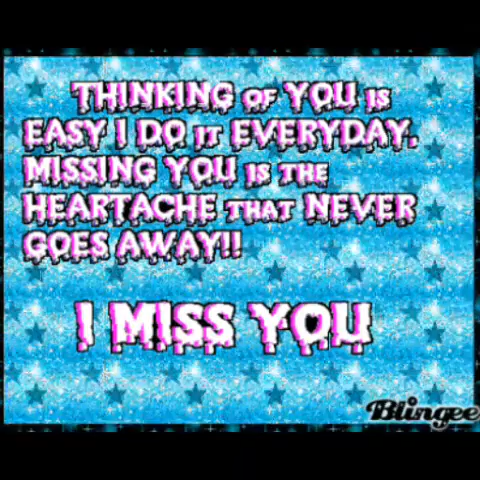 THINKING OF YOU IS
EASY I DO IT EVERYDAY.
MISSING YOU IS THE
HEARTACHE THAT NEVER
GOES AWAY!!
I MISS YOU
Blingee